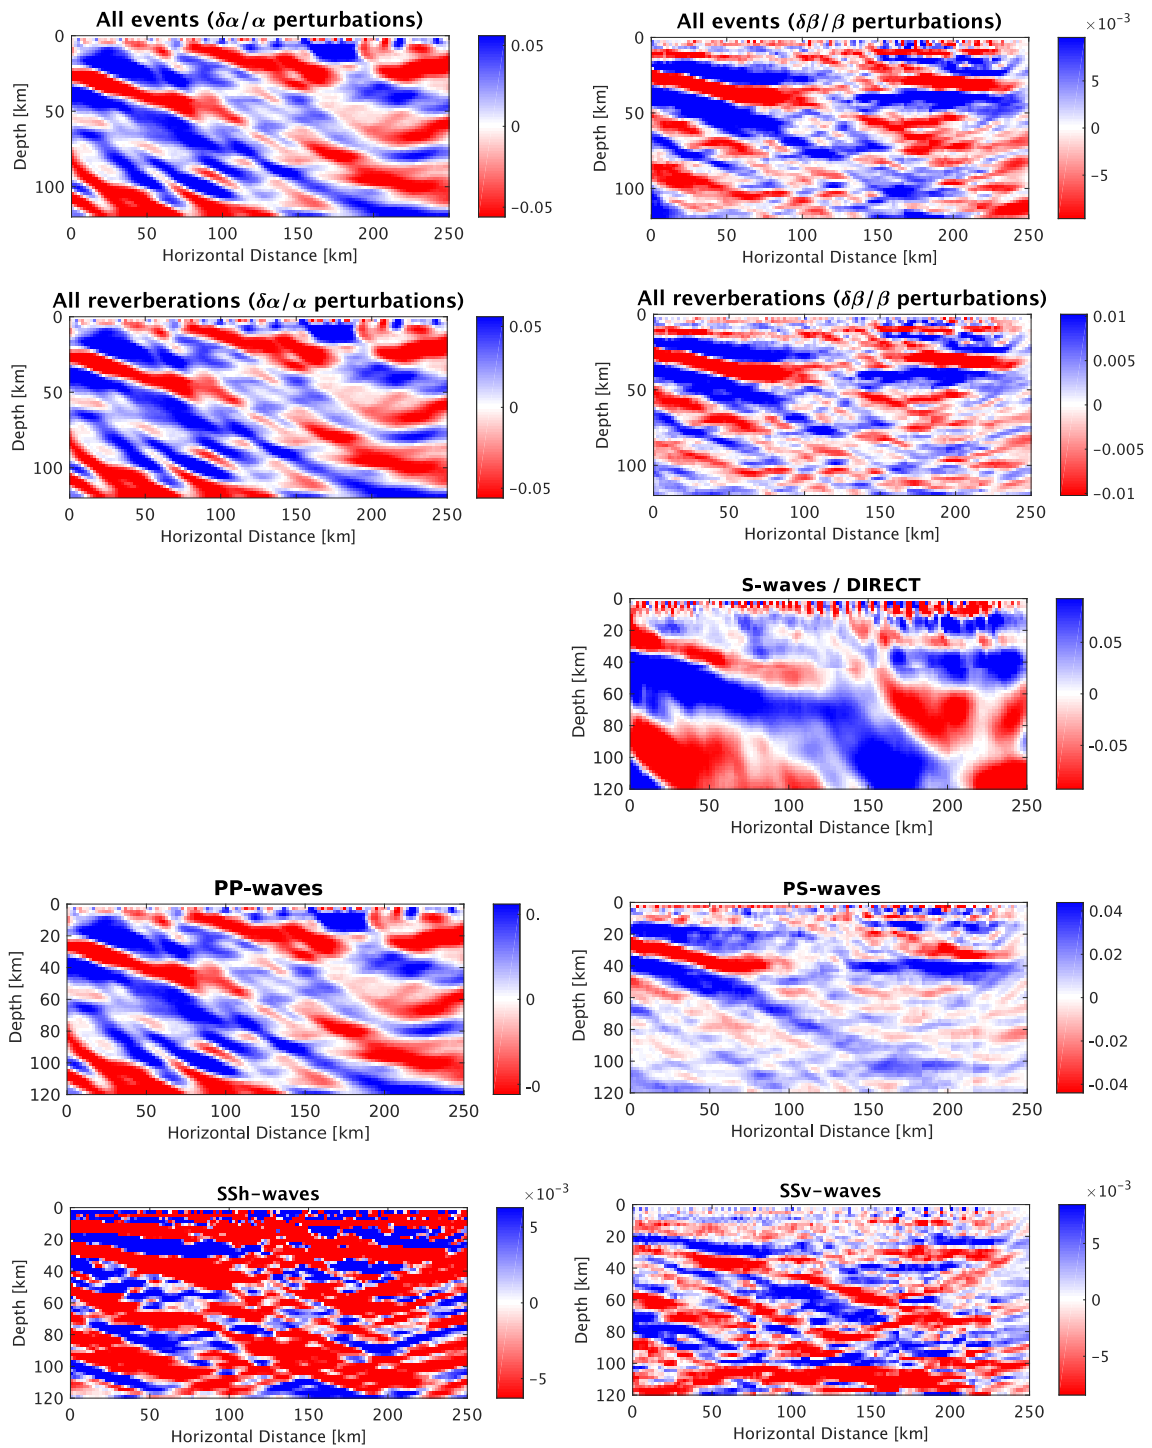 All events (δα/α perturbations)
0
50
100
Depth [km]
0 50 100 150 200 250
Horizontal Distance [km]
0.05
0
−0.05
All events (δβ/β perturbations)
×10−3
0
50
100
Depth [km]
0 50 100 150 200 250
Horizontal Distance [km]
5
0
−5
All reverberations (δα/α perturbations)
0
50
100
Depth [km]
0 50 100 150 200 250
Horizontal Distance [km]
0.05
0
−0.05
All reverberations (δβ/β perturbations)
0
50
100
Depth [km]
0 50 100 150 200 250
Horizontal Distance [km]
0.01
0.005
0
−0.005
−0.01
S-waves / DIRECT
0
20
40
60
80
100
120
Depth [km]
0 50 100 150 200 250
Horizontal Distance [km]
0.05
0
-0.05
PP-waves
0
20
40
60
80
100
120
Depth [km]
0 50 100 150 200 250
Horizontal Distance [km]
0.
0
-0
PS-waves
0
20
40
60
80
100
120
Depth [km]
0 50 100 150 200 250
Horizontal Distance [km]
0.04
0.02
0
-0.02
-0.04
SSh-waves
×10−3
0
20
40
60
80
100
120
Depth [km]
0 50 100 150 200 250
Horizontal Distance [km]
5
0
−5
SSv-waves
×10−3
0
20
40
60
80
100
120
Depth [km]
0 50 100 150 200 250
Horizontal Distance [km]
5
0
−5